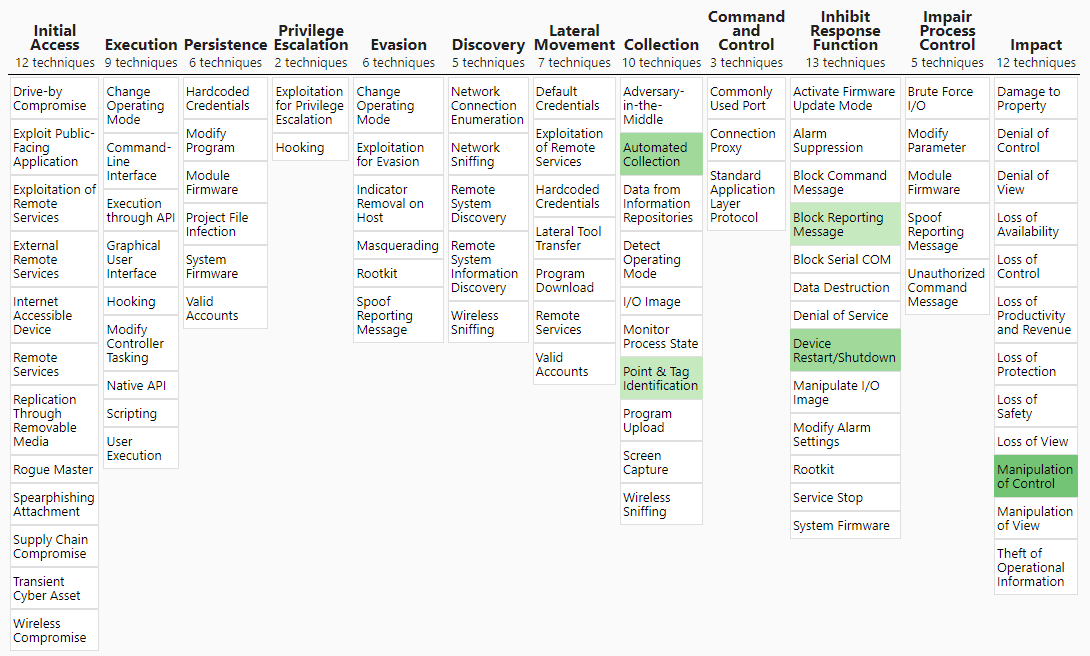 Initial
Access
12 techniques
Drive-by
Compromise
Exploit Public-
Facing
Application
Exploitation of
Remote
Services
External
Remote
Services
Internet
Accessible
Device
Remote
Services
Replication
Through
Removable
Media
Rogue Master
Spearphishing
Attachment
Supply Chain
Compromise
Transient
Cyber Asset
Wireless
Compromise
Execution
9 techniques
Change
Operating
Mode
Command-
Line
Interface
Execution
through API
Graphical
User
Interface
Hooking
Modify
Controller
Tasking
Native API
Scripting
User
Execution
Persistence
6 techniques
Hardcoded
Credentials
Modify
Program
Module
Firmware
Project File
Infection
System
Firmware
Valid
Accounts
Privilege
Escalation
2 techniques
Exploitation
for Privilege
Escalation
Hooking
Evasion
6 techniques
Change
Operating
Mode
Exploitation
for Evasion
Indicator
Removal on
Host
Masquerading
Rootkit
Spoof
Reporting
Message
Discovery
5 techniques
Network
Connection
Enumeration
Network
Sniffing
Remote
System
Discovery
Remote
System
Information
Discovery
Wireless
Sniffing
Lateral
Movement
7 techniques
Default
Credentials
Exploitation
of Remote
Services
Hardcoded
Credentials
Lateral Tool
Transfer
Program
Download
Remote
Services
Valid
Accounts
Collection
10 techniques
Adversary-
in-the-
Middle
Automated
Collection
Data from
Information
Repositories
Detect
Operating
Mode
I/O Image
Monitor
Process State
Point & Tag
Identification
Program
Upload
Screen
Capture
Wireless
Sniffing
Command
and
Control
3 techniques
Commonly
Used Port
Connection
Proxy
Standard
Application
Layer
Protocol
Inhibit
Response
Function
13 techniques
Activate Firmware
Update Mode
Alarm
Suppression
Block Command
Message
Block Reporting
Message
Block Serial COM
Data Destruction
Denial of Service
Device
Restart/Shutdown
Manipulate I/O
Image
Modify Alarm
Settings
Rootkit
Service Stop
System Firmware
Impair
Process
Control
5 techniques
Brute Force
I/O
Modify
Parameter
Module
Firmware
Spoof
Reporting
Message
Unauthorized
Command
Message
Impact
12 techniques
Damage to
Property
Denial of
Control
Denial of
View
Loss of
Availability
Loss of
Control
Loss of
Productivity
and Revenue
Loss of
Protection
Loss of
Safety
Loss of View
Manipulation
of Control
Manipulation
of View
Theft of
Operational
Information